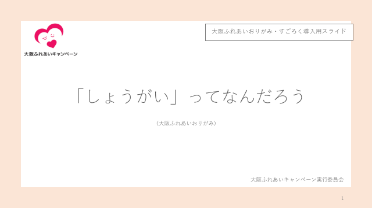 大阪ふれあいおりがみ・すごろく導入用スライド
大阪ふれあいキャンペーン
「しょうがい」ってなんだろう
(大阪ふれあいおりがみ)
大阪ふれあいキャンペーン実行委員会
1